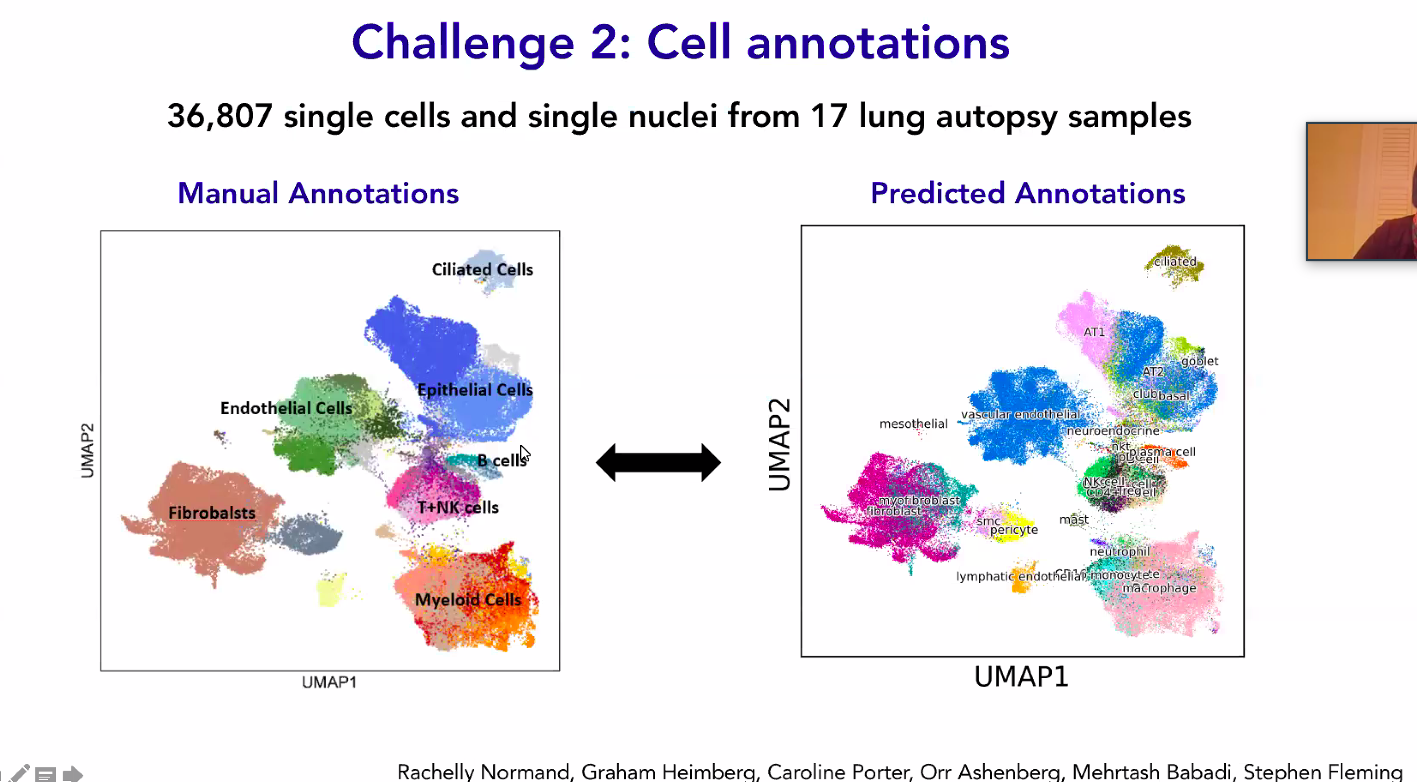 Challenge 2: Cell annotations
36,807 single cells and single nuclei from 17 lung autopsy samples
Manual Annotations
Ciliated Cells
Epithelial Cells
Endothelial Cells
B cells
T+NK cells
Fibrobalsts
Myeloid Cells
UMAP2
UMAP1
Predicted Annotations
ciliated
AT1
goblet
AT2
club
basal
vascular endothelial
mesothelial
neuroendocrine
nkt
plasma cell
NK cell
myofibroblast
fibroblast
smc
pericyte
mast
neutrophil
lymphatic endothelial
monocyte
macrophage
UMAP2
UMAP1
Rachelly Normand, Graham Heimberg, Caroline Porter, Orr Ashenberg, Mehrtash Babadi, Stephen Fleming